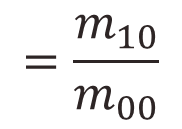 = m₁₀ / m₀₀